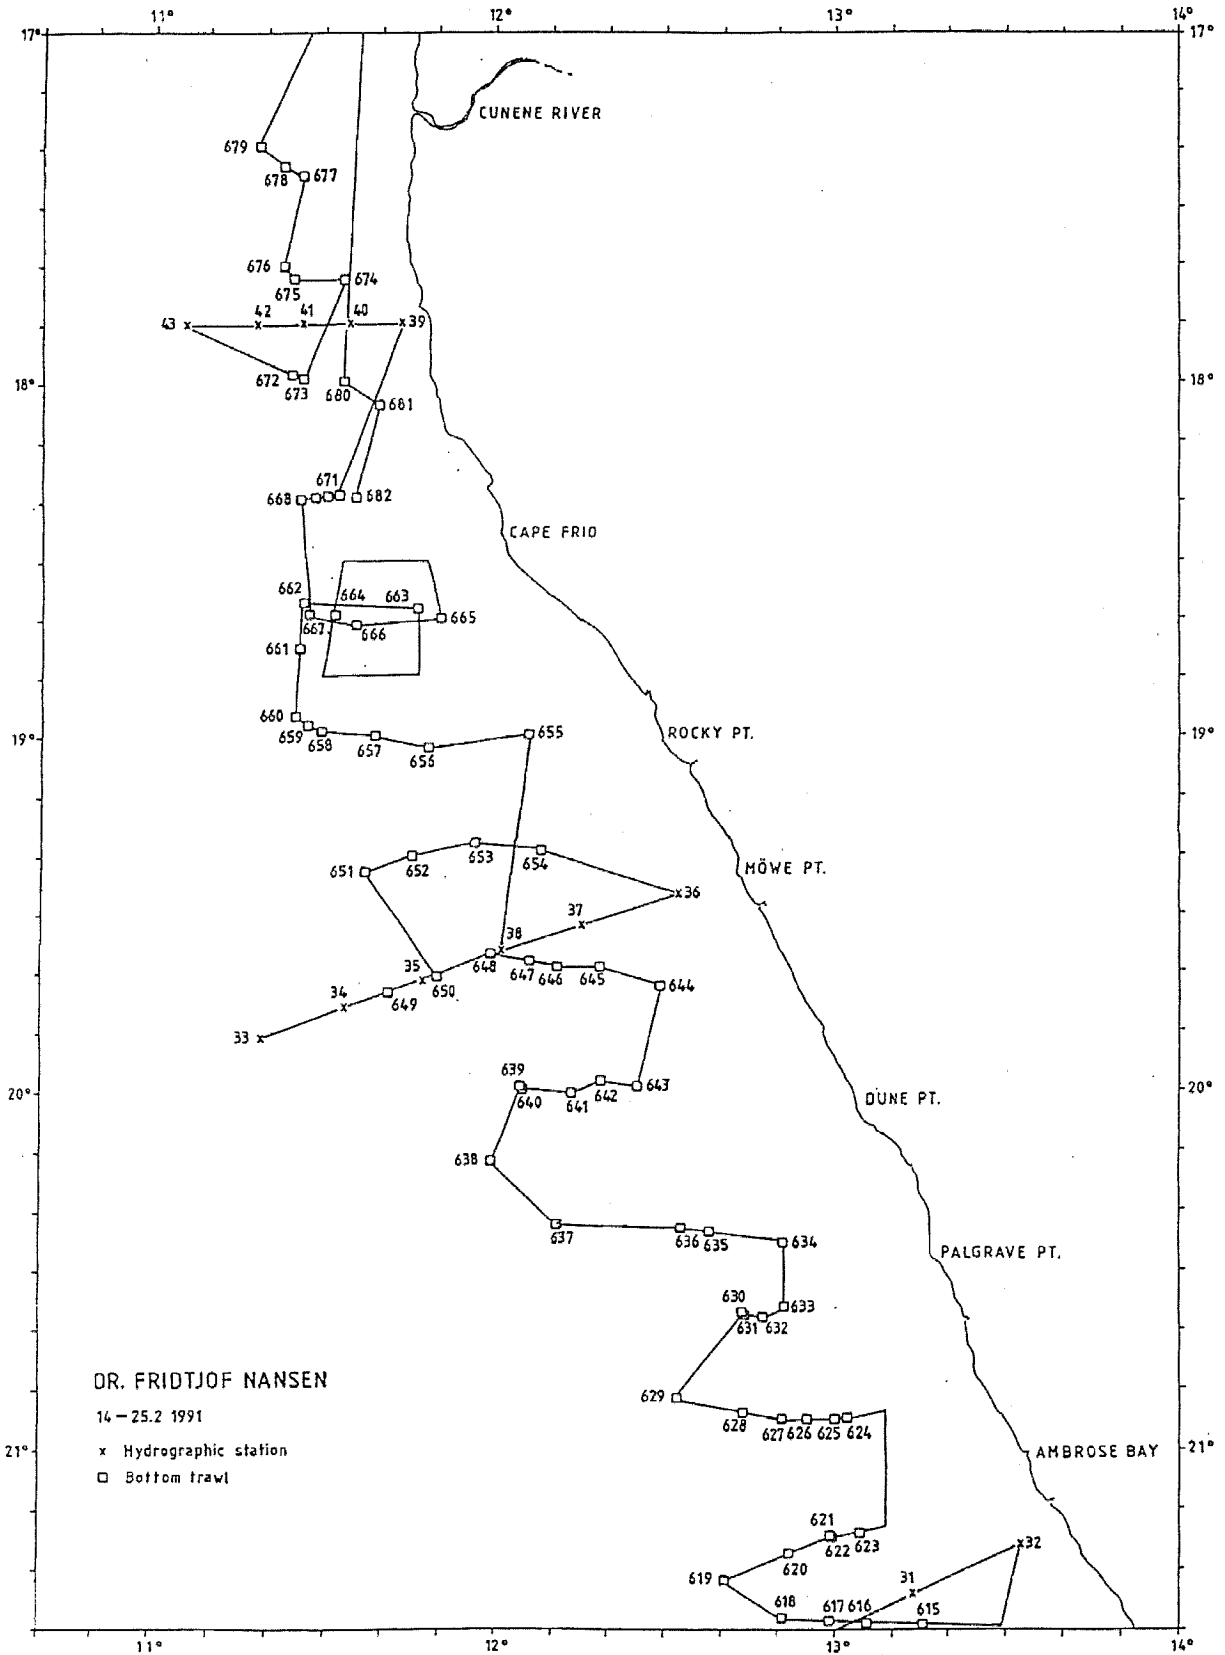 11° 12° 13° 14°
17° 17°
CUNENE RIVER
679
678 677
676 674
675
43 42 41 40 39
672 673 680 18°
18° 681
671
668 682
CAPE FRIO
662 664 663
667 666 665
661
660
659 658 657 656 655
19° ROCKY PT. 19°
653
651 652 654
MÖWE PT.
36
37
38
35 648 647 646 645
34 650 644
649
33
639
640 641 642 643
20° DUNE PT. 20°
638
637 636 635 634
PALGRAVE PT.
630 633
631 632
DR. FRIDTJOF NANSEN
629
14-25.2 1991
628 627 626 625 624
x Hydrographic station
21° AMBROSE BAY 21°
□ Bottom trawl
621
622 623
620 32
619 31
618 617 616 615
11° 12° 13° 14°